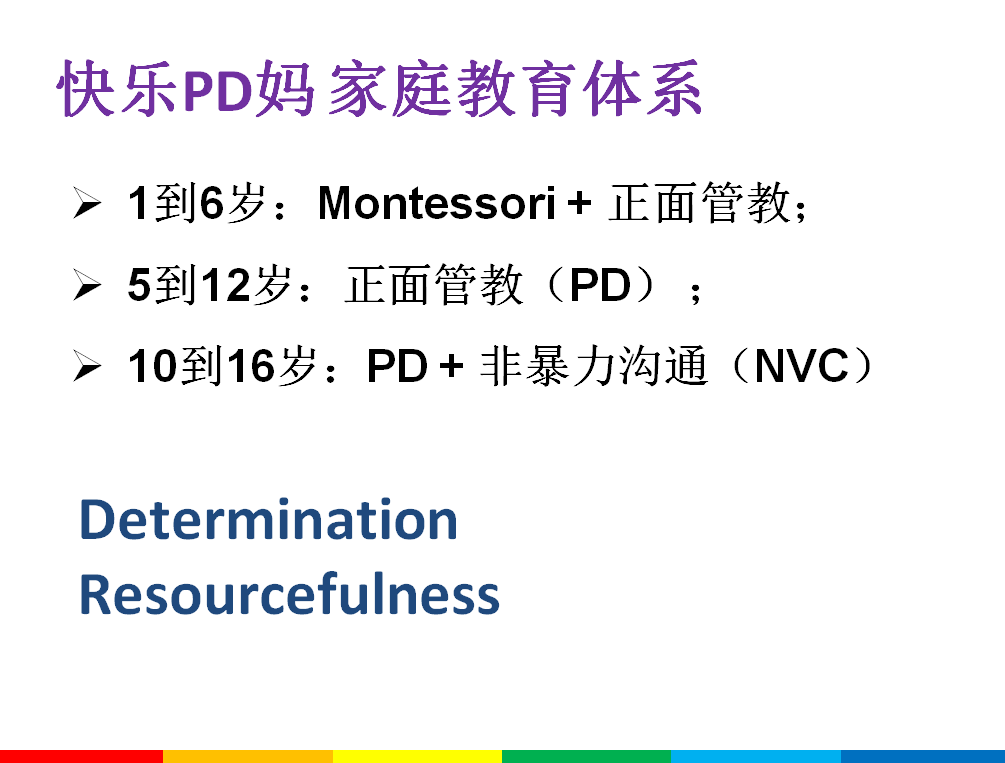 快乐PD妈 家庭教育体系
➢ 1到6岁：Montessori + 正面管教；
➢ 5到12岁：正面管教（PD）；
➢ 10到16岁：PD + 非暴力沟通（NVC）
Determination
Resourcefulness